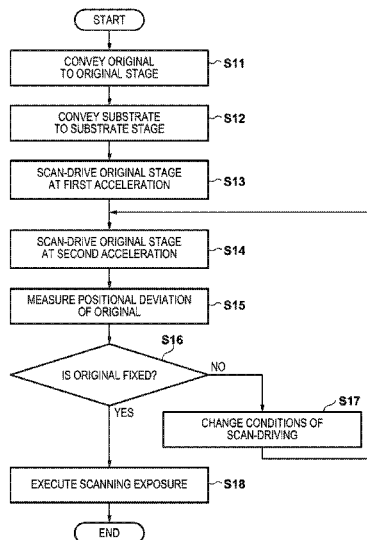 START
CONVEY ORIGINAL
TO ORIGINAL STAGE
S11
CONVEY SUBSTRATE
TO SUBSTRATE STAGE
S12
SCAN-DRIVE ORIGINAL STAGE
AT FIRST ACCELERATION
S13
SCAN-DRIVE ORIGINAL STAGE
AT SECOND ACCELERATION
S14
MEASURE POSITIONAL DEVIATION
OF ORIGINAL
S15
S16
IS ORIGINAL FIXED?
NO
YES
S17
CHANGE CONDITIONS OF
SCAN-DRIVING
EXECUTE SCANNING EXPOSURE
S18
END